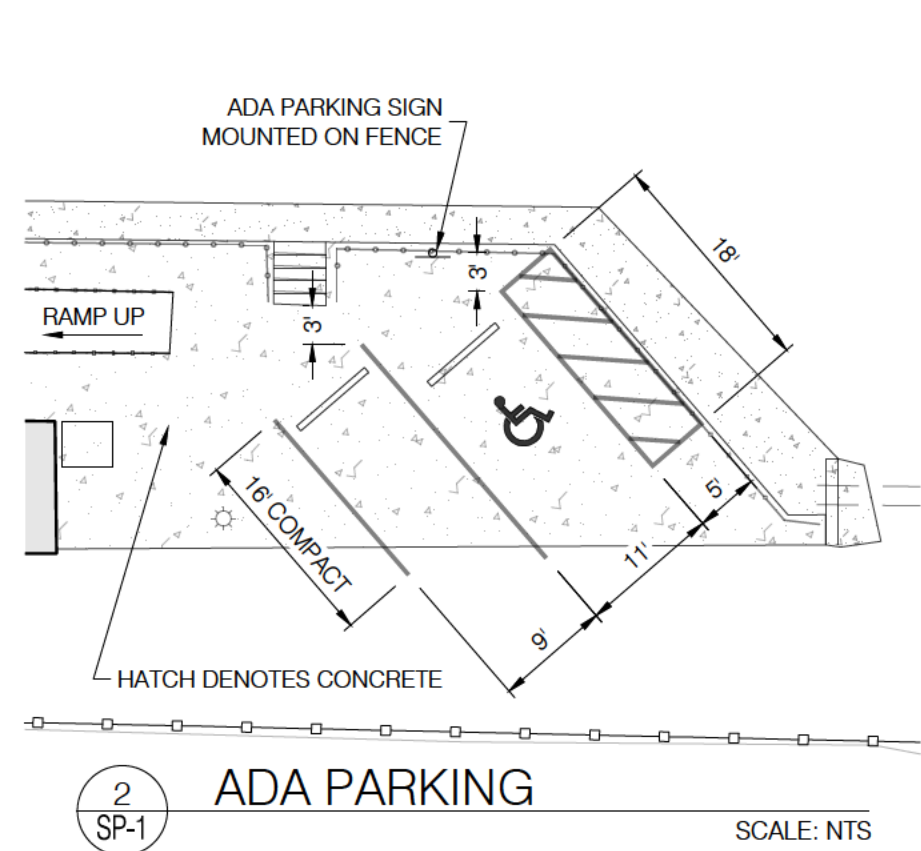 ADA PARKING SIGN
MOUNTED ON FENCE
18'
3'
RAMP UP
3'
16' COMPACT
5'
11'
9'
HATCH DENOTES CONCRETE
2
SP-1
ADA PARKING
SCALE: NTS